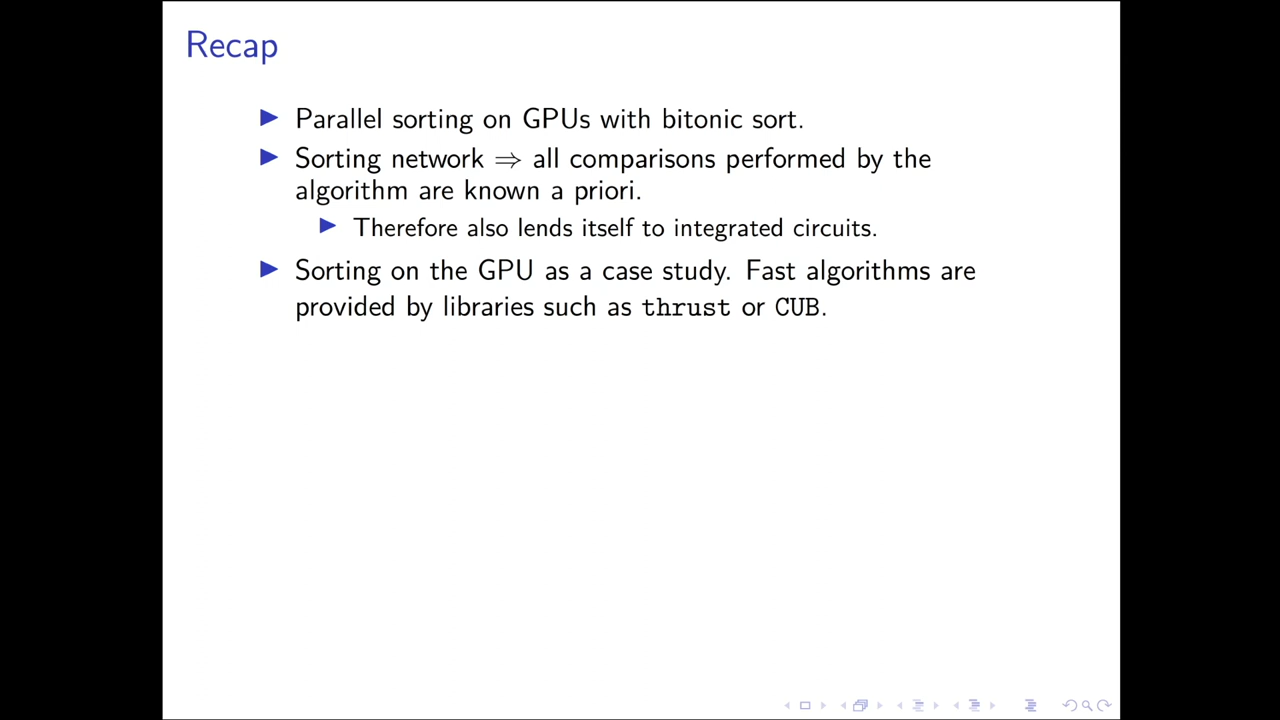 Recap
Parallel sorting on GPUs with bitonic sort.
Sorting network ⇒ all comparisons performed by the
algorithm are known a priori.
Therefore also lends itself to integrated circuits.
Sorting on the GPU as a case study. Fast algorithms are
provided by libraries such as thrust or CUB.